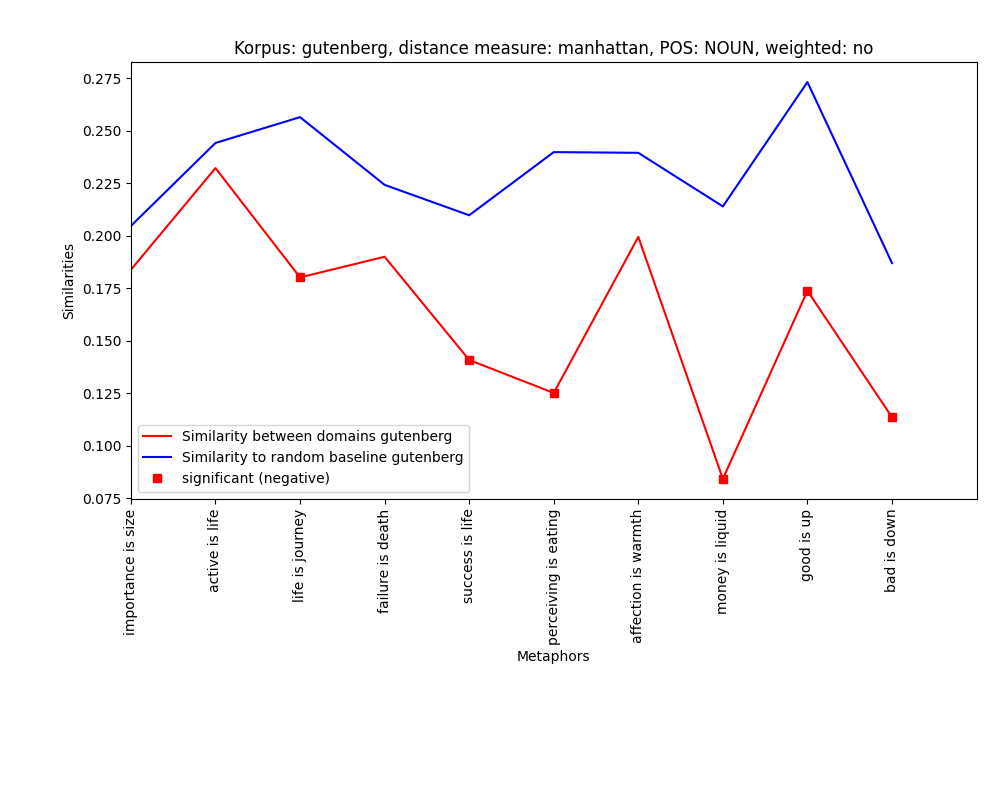 Korpus: gutenberg, distance measure: manhattan, POS: NOUN, weighted: no
0.275
0.250
0.225
0.200
0.175
0.150
0.125
0.100
0.075
Similarities
Similarity between domains gutenberg
Similarity to random baseline gutenberg
significant (negative)
importance is size
active is life
life is journey
failure is death
success is life
perceiving is eating
affection is warmth
money is liquid
good is up
bad is down
Metaphors